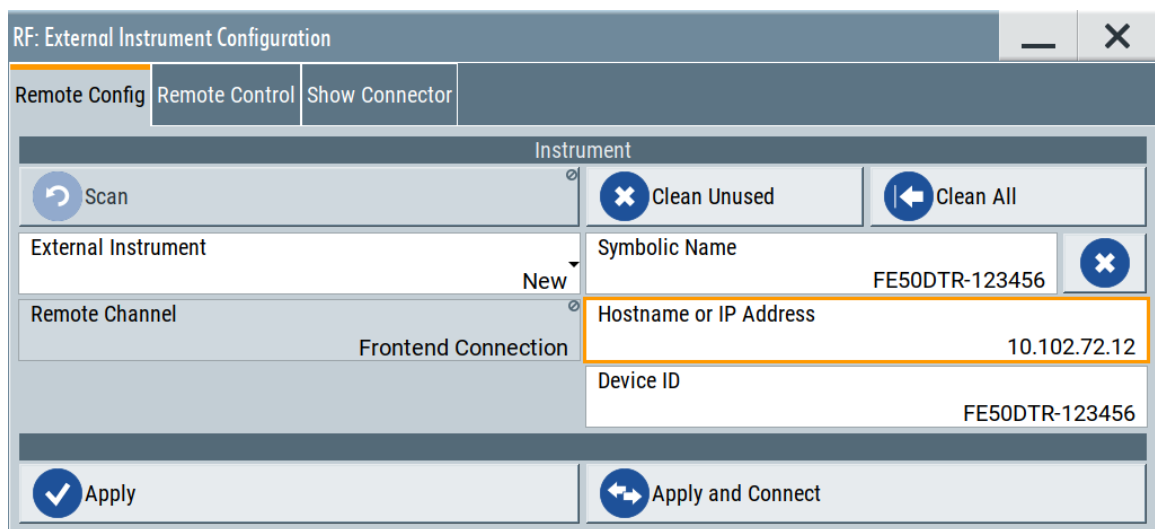 RF: External Instrument Configuration
Remote Config Remote Control Show Connector
Instrument
Scan Clean Unused Clean All
External Instrument Symbolic Name
New FE50DTR-123456
Remote Channel Hostname or IP Address
Frontend Connection 10.102.72.12
Device ID
FE50DTR-123456
Apply Apply and Connect